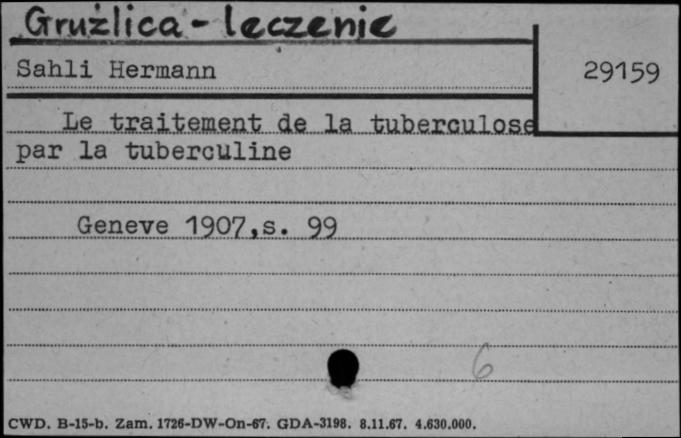 Gruźlica - leczenie
Sahli Hermann
29159
Le traitement de la tuberculose
par la tuberculine
Geneve 1907,s. 99
6
CWD. B-15-b. Zam. 1726-DW-On-67. GDA-3198. 8.11.67. 4.630.000.